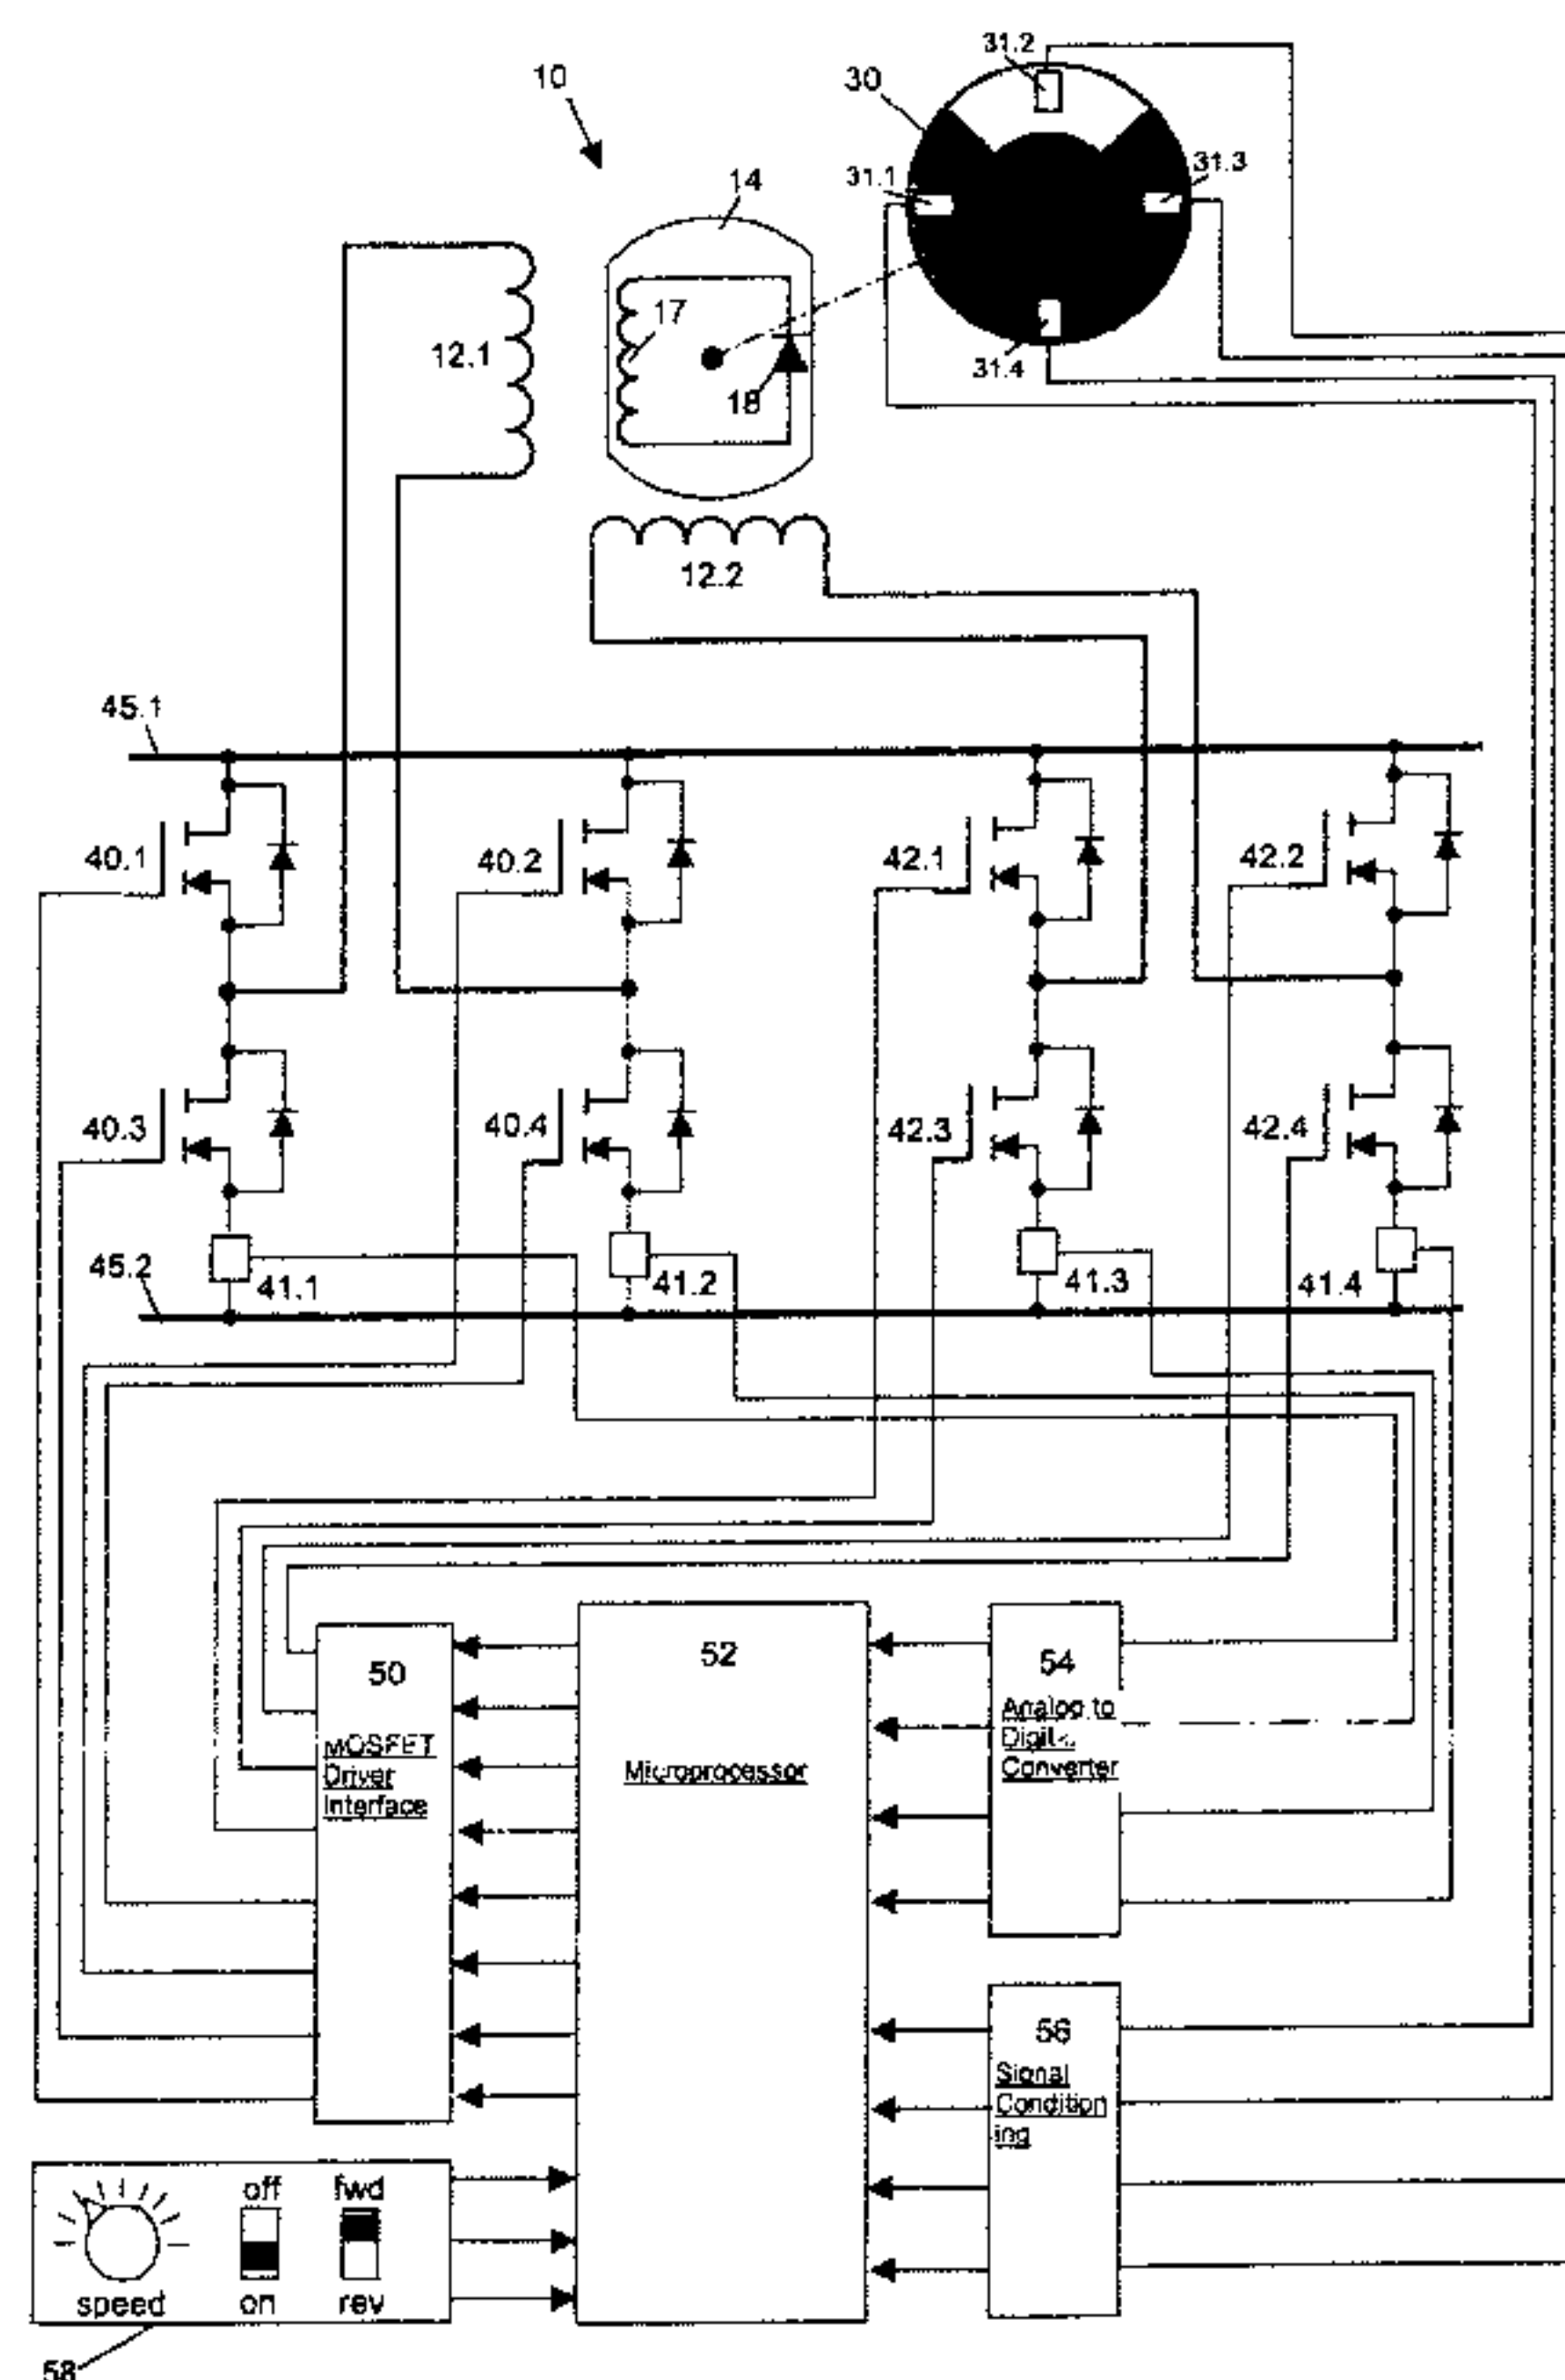 31.2
10
30
31.1
31.3
14
17
12.1
31.4
18
12.2
45.1
40.1
40.2
42.1
42.2
40.3
40.4
42.3
42.4
45.2
41.1
41.2
41.3
41.4
50
MOSFET
Driver
Interface
52
Microprocessor
54
Analog to
Digital
Converter
56
Signal
Condition
ing
off
fwd
speed
on
rev
58